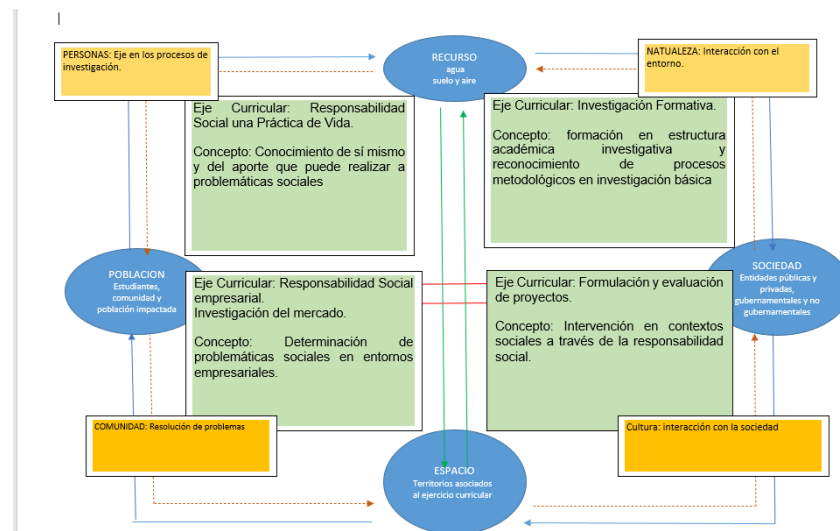 PERSONAS: Eje en los procesos de
investigación.
RECURSO
agua
suelo y aire
NATURALEZA: Interacción con el
entorno.
Eje Curricular: Responsabilidad
Social una Práctica de Vida.
Concepto: Conocimiento de sí mismo
y del aporte que puede realizar a
problemáticas sociales
Eje Curricular: Investigación Formativa.
Concepto: formación en estructura
académica investigativa y
reconocimiento de procesos
metodológicos en investigación básica
POBLACION
Estudiantes,
comunidad y
población impactada
SOCIEDAD
Entidades públicas y
privadas,
gubernamentales y no
gubernamentales
Eje Curricular: Responsabilidad Social
empresarial.
Investigación del mercado.
Concepto: Determinación de
problemáticas sociales en entornos
empresariales.
Eje Curricular: Formulación y evaluación
de proyectos.
Concepto: Intervención en contextos
sociales a través de la responsabilidad
social.
COMUNIDAD: Resolución de problemas
Cultura: interacción con la sociedad
ESPACIO
Territorios asociados
al ejercicio curricular